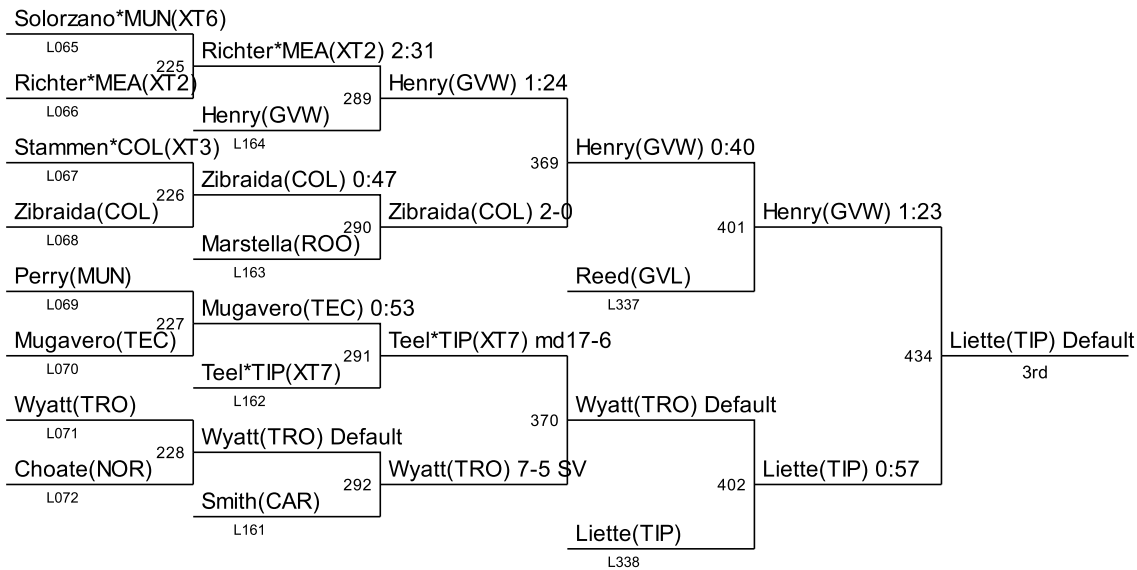 Solorzano*MUN(XT6)
L065
225
Richter*MEA(XT2) 2:31
Richter*MEA(XT2)
L066
289
Henry(GVW) 1:24
Henry(GVW)
L164
Stammen*COL(XT3)
L067
369
Henry(GVW) 0:40
226
Zibraida(COL) 0:47
Zibraida(COL)
L068
290
Zibraida(COL) 2-0
401
Henry(GVW) 1:23
Marstella(ROO)
L163
Perry(MUN)
L069
Reed(GVL)
L337
227
Mugavero(TEC) 0:53
Mugavero(TEC)
L070
291
Teel*TIP(XT7) md17-6
434
Liette(TIP) Default
3rd
Teel*TIP(XT7)
L162
Wyatt(TRO)
L071
370
Wyatt(TRO) Default
228
Wyatt(TRO) Default
Choate(NOR)
L072
292
Wyatt(TRO) 7-5 SV
402
Liette(TIP) 0:57
Smith(CAR)
L161
Liette(TIP)
L338